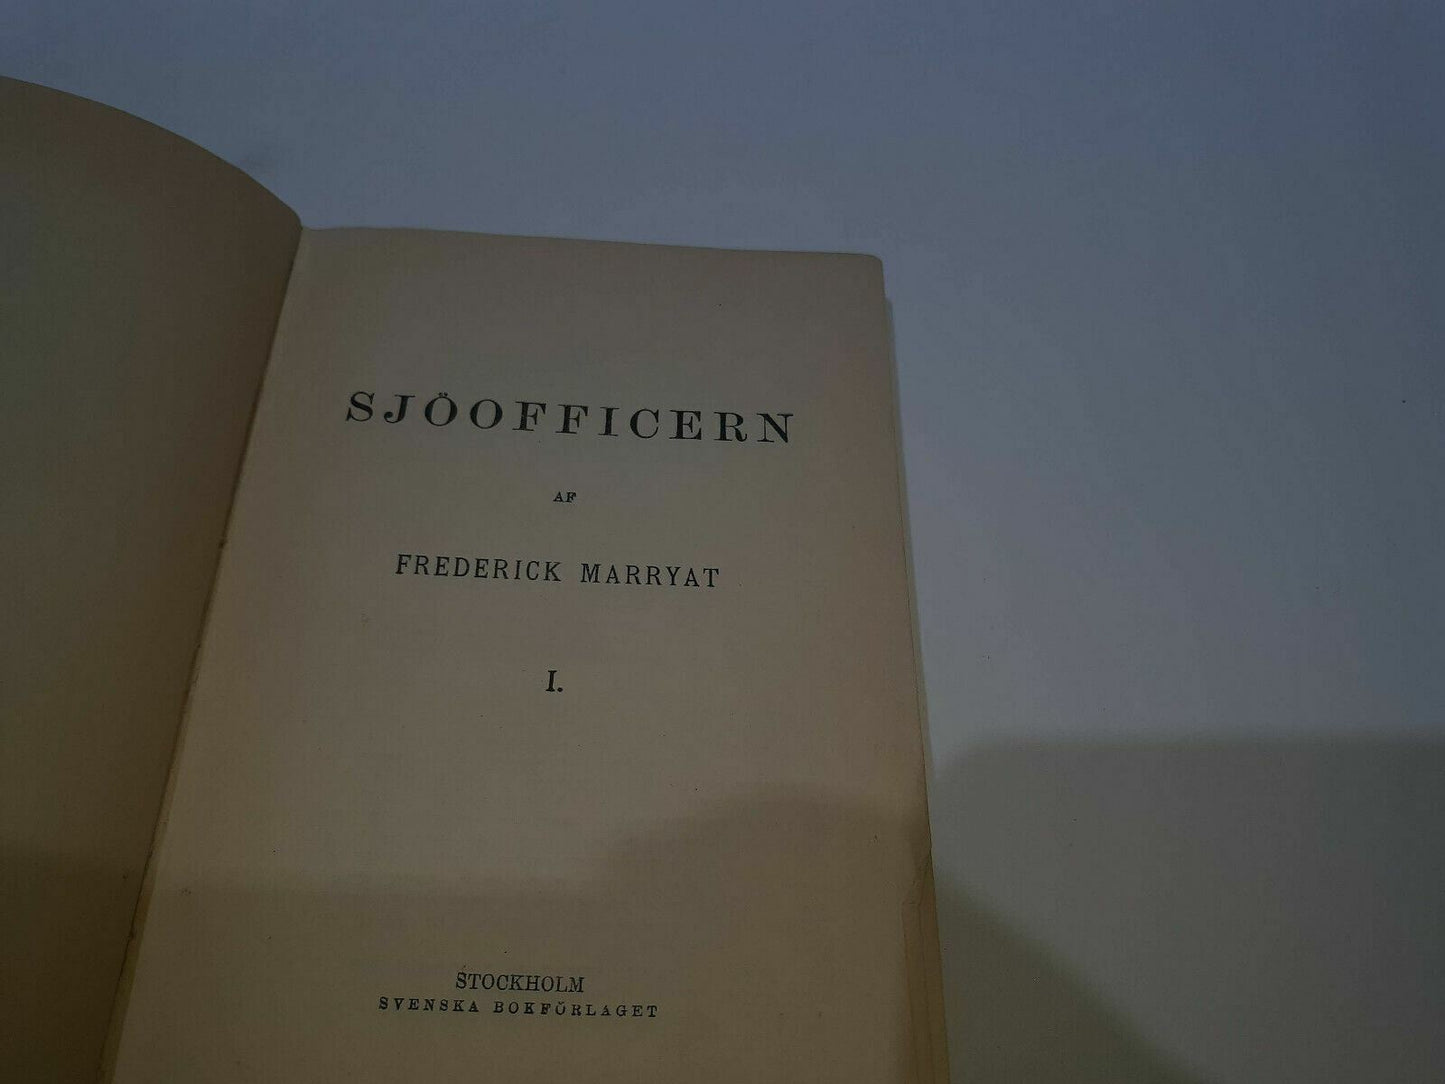 SJÖOFFICERN
AF
FREDERICK MARRYAT
I.
STOCKHOLM
SVENSKA BOKFÖRLAGET